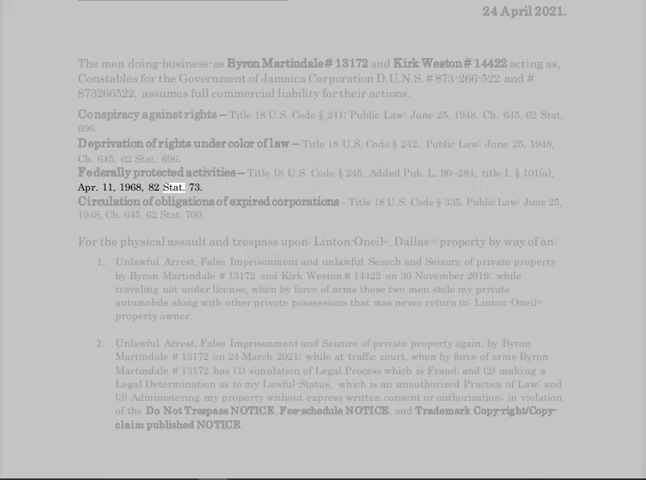 24 April 2021.
The men doing-business-as Byron Martindale # 13172 and Kirk Weston # 14422 acting as,
Constables for the Government of Jamaica Corporation D.U.N.S. # 873-266-522 and #
873266522, assumes full commercial liability for their actions.
Conspiracy against rights – Title 18 U.S. Code § 241; Public Law: June 25, 1948, Ch. 645, 62 Stat.
696.
Deprivation of rights under color of law – Title 18 U.S. Code § 242. Public Law: June 25, 1948,
Ch. 645, 62 Stat. 696.
Federally protected activities – Title 18 U.S. Code § 245. Added Pub. L. 90–284, title I, § 101(a),
Apr. 11, 1968, 82 Stat. 73.
Circulation of obligations of expired corporations - Title 18 U.S. Code § 335, Public Law: June 25,
1948, Ch. 645, 62 Stat. 700.
For the physical assault and trespass upon: Linton-Oneil, Dallas™ property by way of an:
1. Unlawful Arrest, False Imprisonment and unlawful Search and Seizure of private property
by Byron Martindale # 13172 and Kirk Weston # 14422 on 30 November 2019; while
traveling not under license, when by force of arms these two men stole my private
automobile along with other private possessions that was never return to: Linton-Oneil
property owner.
2. Unlawful Arrest, False Imprisonment and Seizure of private property again, by Byron
Martindale # 13172 on 24 March 2021; while at traffic court, when by force of arms Byron
Martindale # 13172 has (1) simulation of Legal Process which is Fraud; and (2) making a
Legal Determination as to my Lawful-Status, which is an unauthorized Practice of Law; and
(3) Administering my property without express written consent or authorization; in violation
of the Do Not Trespass NOTICE, Fee-schedule NOTICE, and Trademark Copy-right/Copy-
claim published NOTICE.